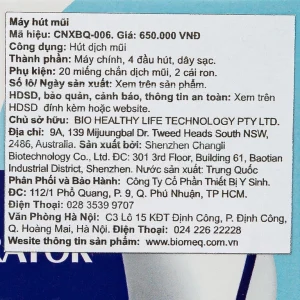 Máy hút mũi
Mã hiệu: CNXBQ-006. Giá: 650.000 VNĐ
Công dụng: Hút dịch mũi
Thành phần: Máy chính, 4 đầu hút, dây sạc.
Phụ kiện: 20 miếng chắn dịch mũi, 2 cái ron.
Số lô/ Ngày sản xuất: Xem trên sản phẩm.
HDSD, bảo quản, cảnh báo, thông tin an toàn: Xem trên
HDSD đính kèm hoặc website.
Chủ sở hữu: BIO HEALTHY LIFE TECHNOLOGY PTY LTD.
Địa chỉ: 9A, 139 Mijuungbal Dr. Tweed Heads South NSW,
2486, Australia. Sản xuất bởi: Shenzhen Changli
Biotechnology Co., Ltd. ĐC: 301 3rd Floor, Building 61, Baotian
Industrial District, Shenzhen. Nước sản xuất: Trung Quốc
Phân Phối và Bảo Hành: Công Ty Cổ Phần Thiết Bị Y Sinh.
ĐC: 112/1 Phổ Quang, P. 9, Q. Phú Nhuận, TP HCM.
Điện Thoại: 028 3539 9707
Văn Phòng Hà Nội: C3 Lô 15 KĐT Định Công, P. Định Công,
Q. Hoàng Mai, Hà Nội. Điện Thoại: 024 226 22228
Wesite thông tin sản phẩm: www.biomeq.com.vn